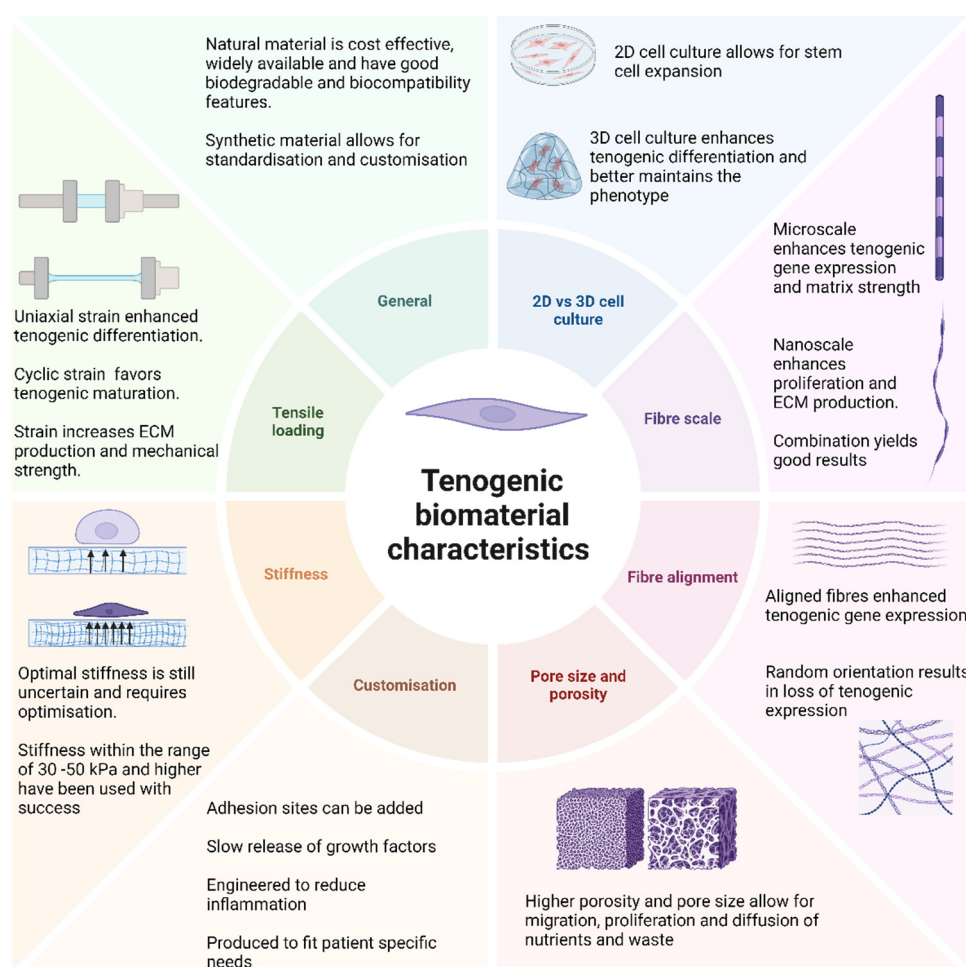 Natural material is cost effective,
widely available and have good
biodegradable and biocompatibility
features.
Synthetic material allows for
standardisation and customisation
2D cell culture allows for stem
cell expansion
3D cell culture enhances
tenogenic differentiation and
better maintains the
phenotype
Microscale
enhances tenogenic
gene expression
and matrix strength
Nanoscale
enhances
proliferation and
ECM production.
Combination yields
good results
Uniaxial strain enhanced
tenogenic differentiation.
Cyclic strain favors
tenogenic maturation.
Strain increases ECM
production and mechanical
strength.
General
2D vs 3D cell
culture
Tensile
loading
Fibre scale
Tenogenic
biomaterial
characteristics
Stiffness
Fibre alignment
Customisation
Pore size and
porosity
Aligned fibres enhanced
tenogenic gene expression
Random orientation results
in loss of tenogenic
expression
Optimal stiffness is still
uncertain and requires
optimisation.
Stiffness within the range
of 30 -50 kPa and higher
have been used with
success
Adhesion sites can be added
Slow release of growth factors
Engineered to reduce
inflammation
Produced to fit patient specific
needs
Higher porosity and pore size allow for
migration, proliferation and diffusion of
nutrients and waste